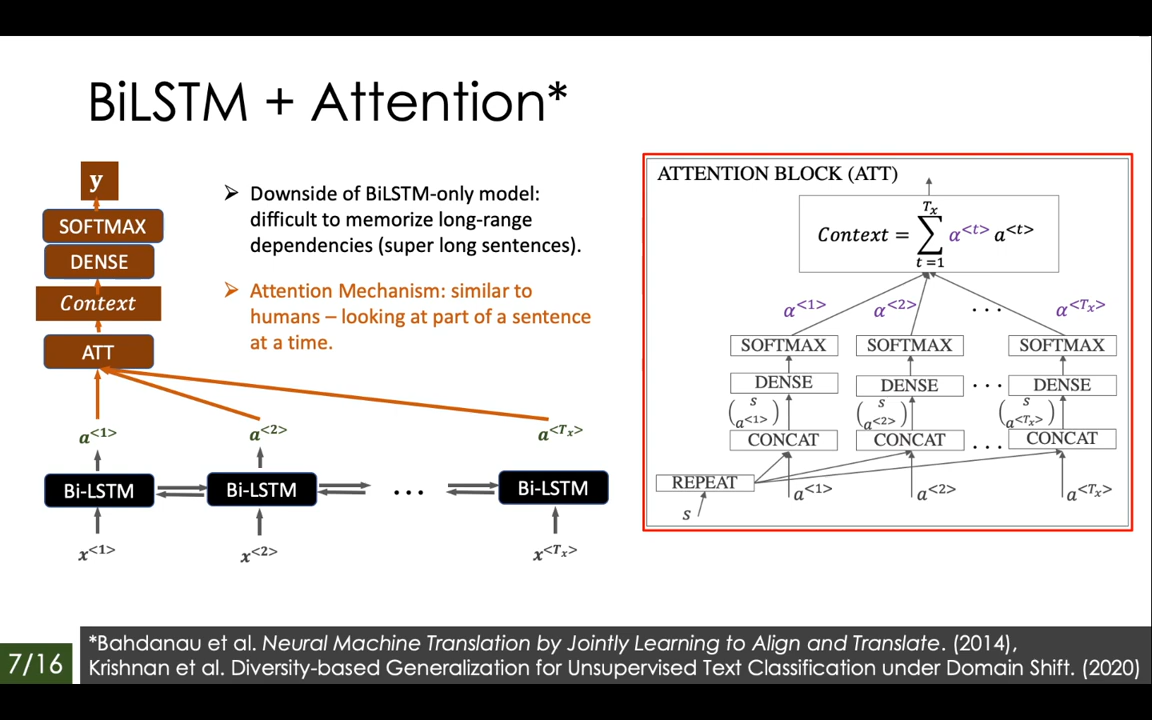 BiLSTM + Attention*
y
SOFTMAX
DENSE
Context
ATT
➢ Downside of BiLSTM-only model:
difficult to memorize long-range
dependencies (super long sentences).
➢ Attention Mechanism: similar to
humans – looking at part of a sentence
at a time.
a<1> a<2> a<Tx>
Bi-LSTM Bi-LSTM ... Bi-LSTM
x<1> x<2> x<Tx>
ATTENTION BLOCK (ATT)
Context = ∑ t=1 Tx α<t> a<t>
α<1> α<2> ... α<Tx>
SOFTMAX SOFTMAX SOFTMAX
DENSE DENSE ... DENSE
(s a<1>) (s a<2>) (s a<Tx>)
CONCAT CONCAT ... CONCAT
REPEAT a<1> a<2> a<Tx>
s
*Bahdanau et al. Neural Machine Translation by Jointly Learning to Align and Translate. (2014),
7/16 Krishnan et al. Diversity-based Generalization for Unsupervised Text Classification under Domain Shift. (2020)